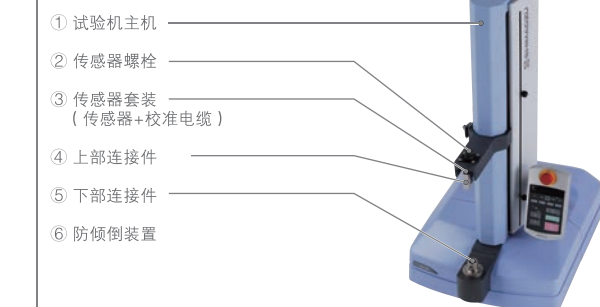 ① 试验机主机
② 传感器螺栓
③ 传感器套装
( 传感器+校准电缆 )
④ 上部连接件
⑤ 下部连接件
⑥ 防倾倒装置
SHIMADZU